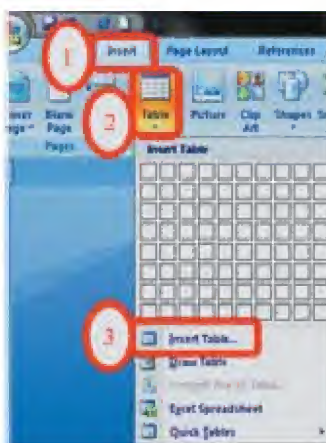 1
Insert Page Layout References
2
Blank
Page
Table Picture Clip
Art
Shapes
Pages
Insert Table
3
Insert Table...
Draw Table
Excel Spreadsheet
Quick Tables